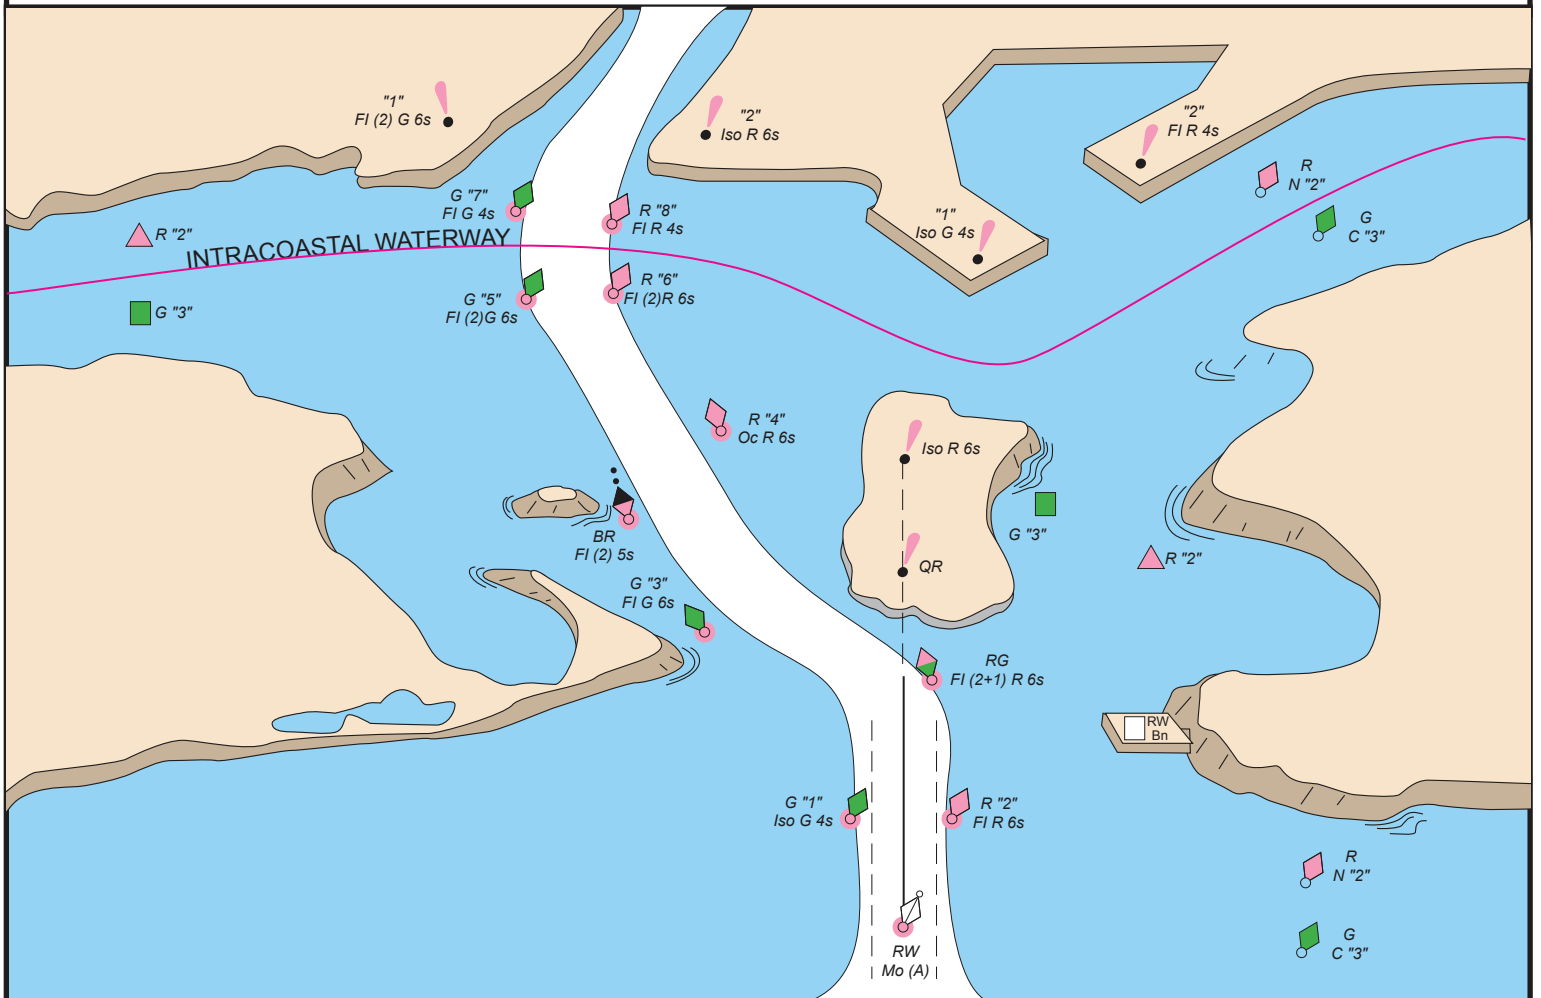 "1"
Fl (2) G 6s
"2"
Iso R 6s
"2"
Fl R 4s
R
N "2"
G "7"
Fl G 4s
R "8"
Fl R 4s
"1"
Iso G 4s
G
C "3"
R "2"
INTRACOASTAL WATERWAY
G "3"
G "5"
Fl (2)G 6s
R "6"
Fl (2)R 6s
R "4"
Oc R 6s
Iso R 6s
BR
Fl (2) 5s
G "3"
R "2"
QR
G "3"
Fl G 6s
RG
Fl (2+1) R 6s
RW
Bn
G "1"
Iso G 4s
R "2"
Fl R 6s
R
N "2"
G
C "3"
RW
Mo (A)